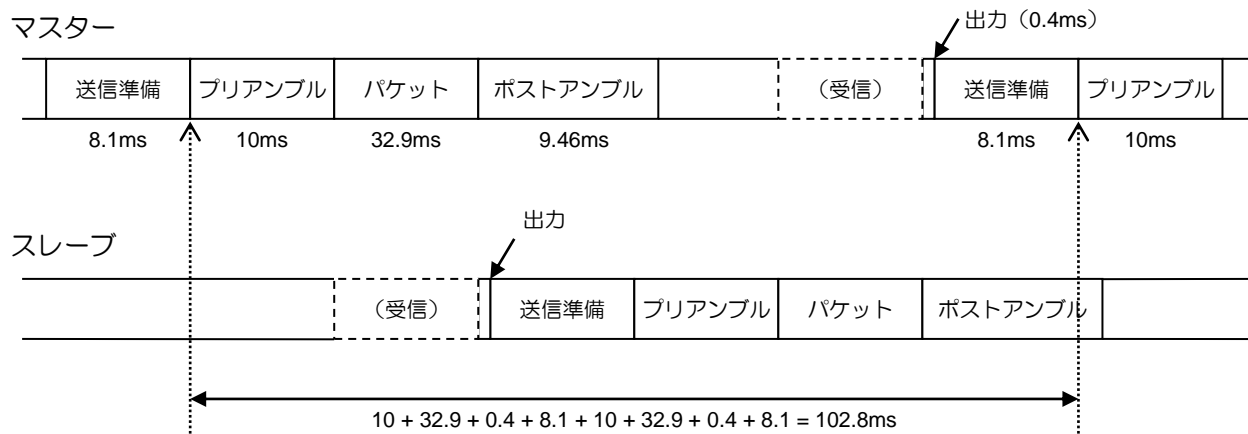 出力（0.4ms）
マスター
送信準備 プリアンブル パケット ポストアンブル （受信） 送信準備 プリアンブル
8.1ms 10ms 32.9ms 9.46ms 8.1ms 10ms
出力
スレーブ
（受信） 送信準備 プリアンブル パケット ポストアンブル
10 + 32.9 + 0.4 + 8.1 + 10 + 32.9 + 0.4 + 8.1 = 102.8ms